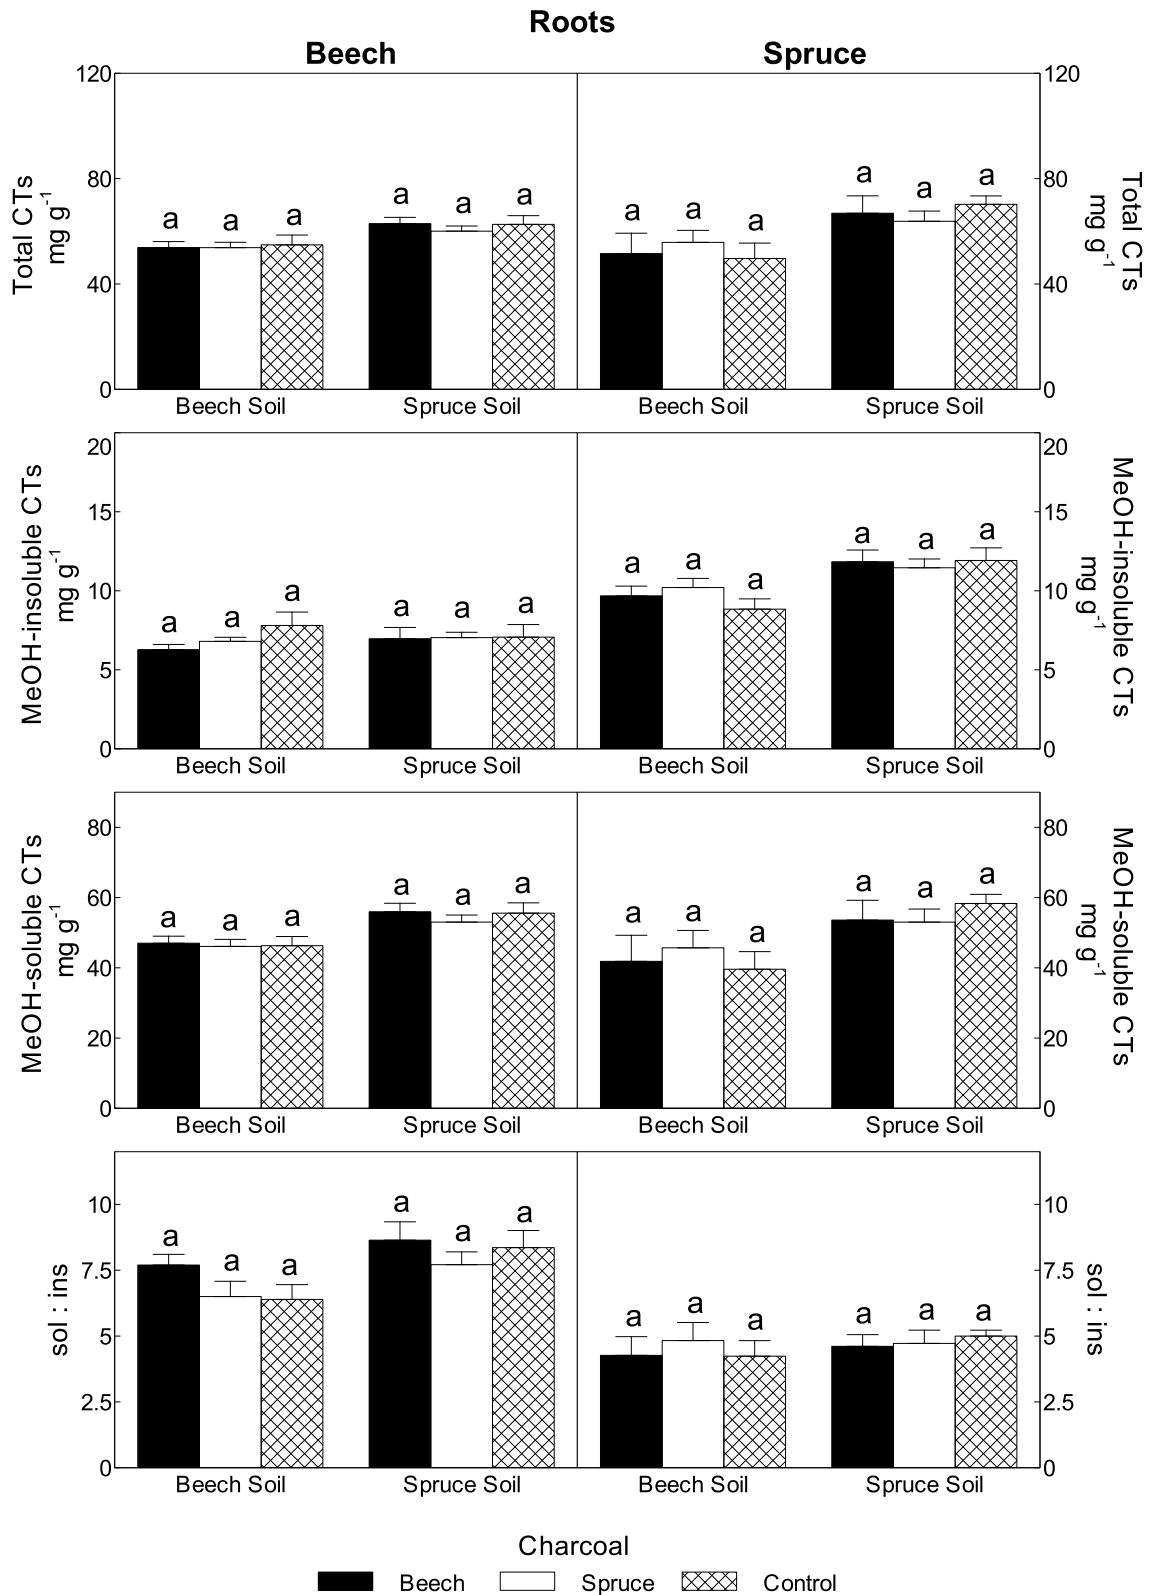 Roots
Beech Spruce
120 120
80 80
40 40
0 0
Total CTs
mg g-1
Total CTs
mg g-1
a a a a a a a a a a a a
Beech Soil Spruce Soil Beech Soil Spruce Soil
20 20
15 15
10 10
5 5
0 0
MeOH-insoluble CTs
mg g-1
MeOH-insoluble CTs
mg g-1
a a a a a a a a a a a a
Beech Soil Spruce Soil Beech Soil Spruce Soil
80 80
60 60
40 40
20 20
0 0
MeOH-soluble CTs
mg g-1
MeOH-soluble CTs
mg g-1
a a a a a a a a a a a a
Beech Soil Spruce Soil Beech Soil Spruce Soil
10 10
7.5 7.5
5 5
2.5 2.5
0 0
sol : ins
sol : ins
a a a a a a a a a a a a
Beech Soil Spruce Soil Beech Soil Spruce Soil
Charcoal
Beech Spruce Control